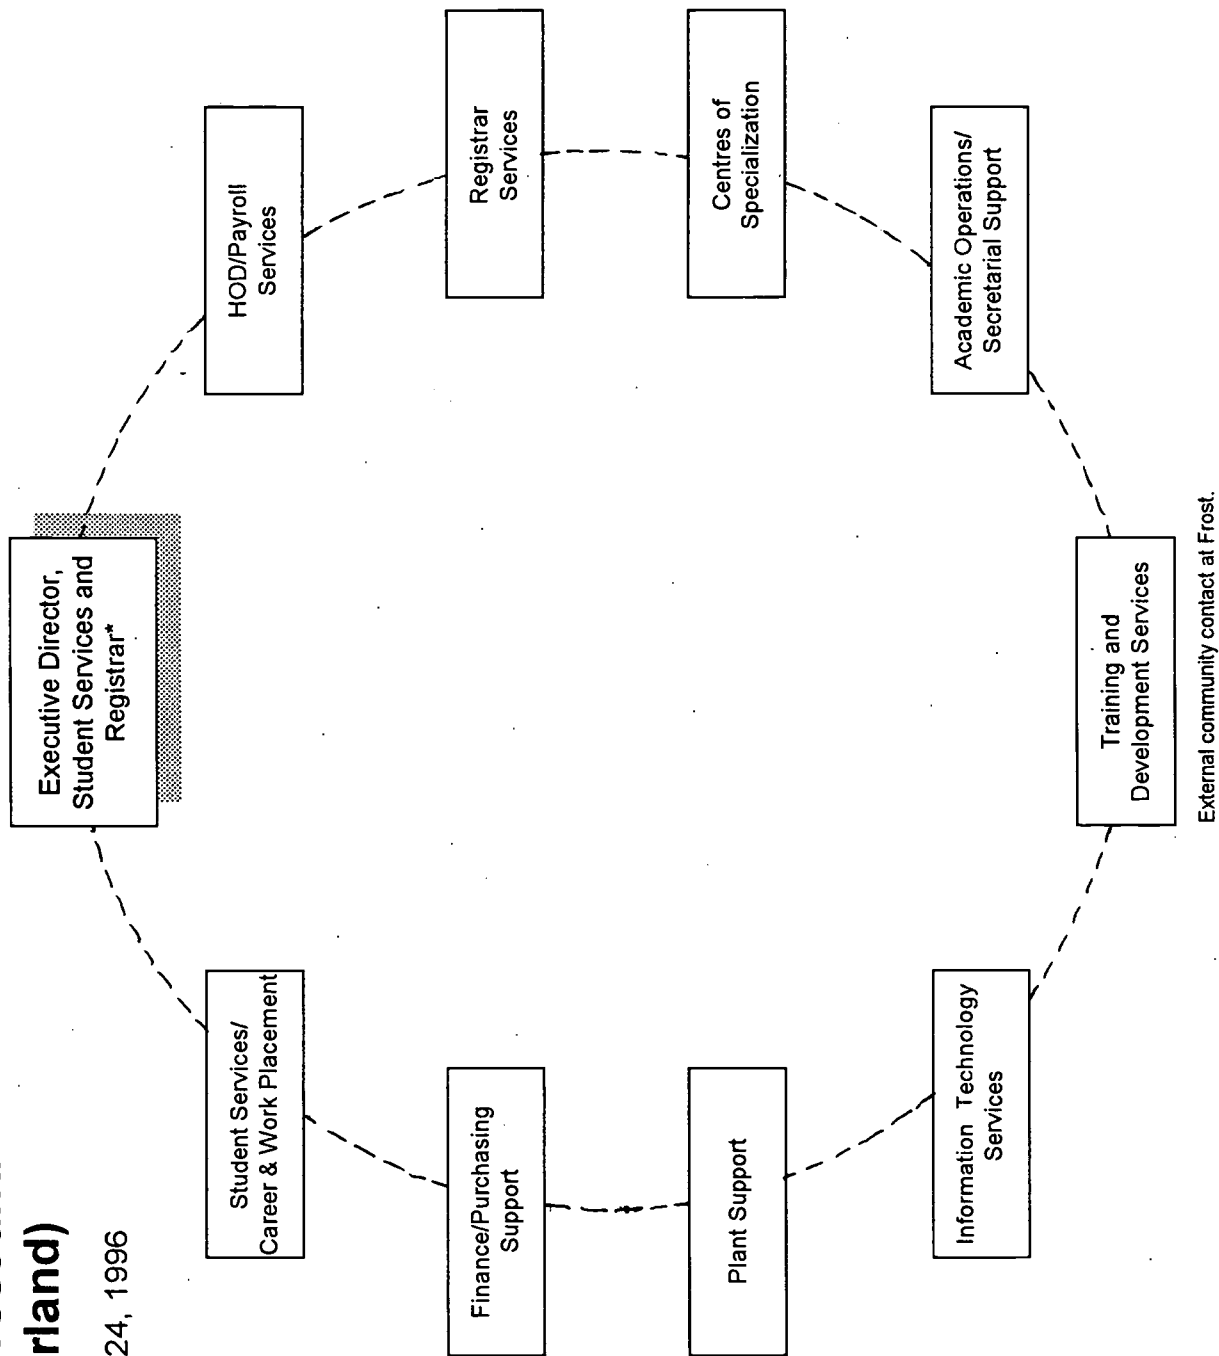 rland)
24, 1996
Executive Director,
Student Services and
Registrar*
HOD/Payroll
Services
Registrar
Services
Centres of
Specialization
Academic Operations/
Secretarial Support
Training and
Development Services
External community contact at Frost.
Information Technology
Services
Plant Support
Finance/Purchasing
Support
Student Services/
Career & Work Placement